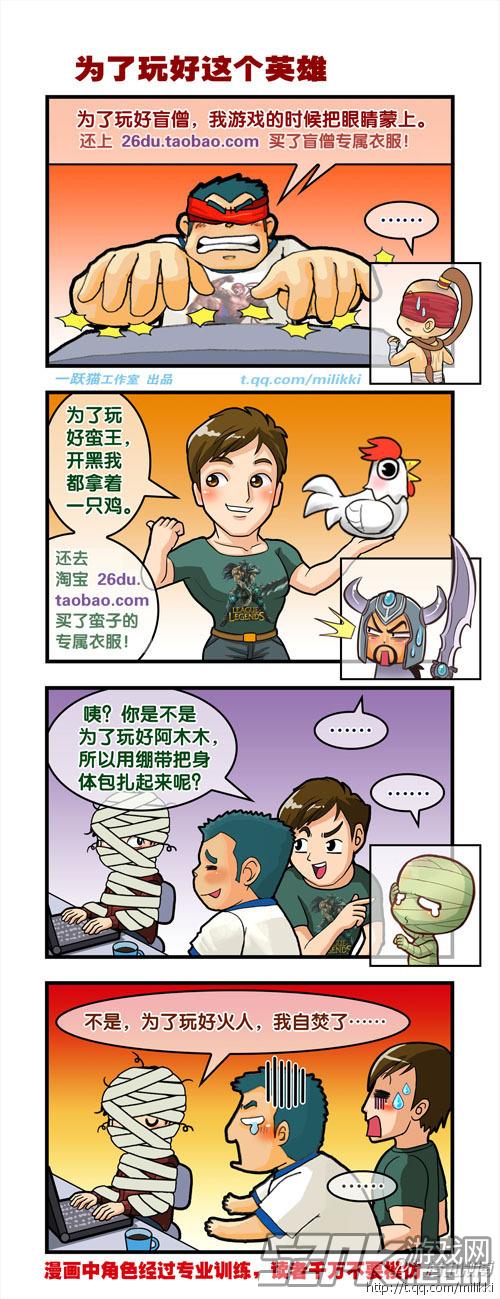 为了玩好这个英雄
为了玩好盲僧，我游戏的时候把眼睛蒙上。
还上 26du.taobao.com 买了盲僧专属衣服！
……
一跃猫工作室 出品
t.qq.com/milikki
为了玩
好蛮王，
开黑我
都拿着
一只鸡。
还去
淘宝 26du.
taobao.com
买了蛮子的
专属衣服！
LEAGUE
LEGENDS
咦？你是不是
为了玩好阿木木，
所以用绷带把身
体包扎起来呢？
……
……
不是，为了玩好火人，我自焚了……
……
漫画中角色经过专业训练，读者千万不要模仿
游戏网
http://t.qq.com/milikki